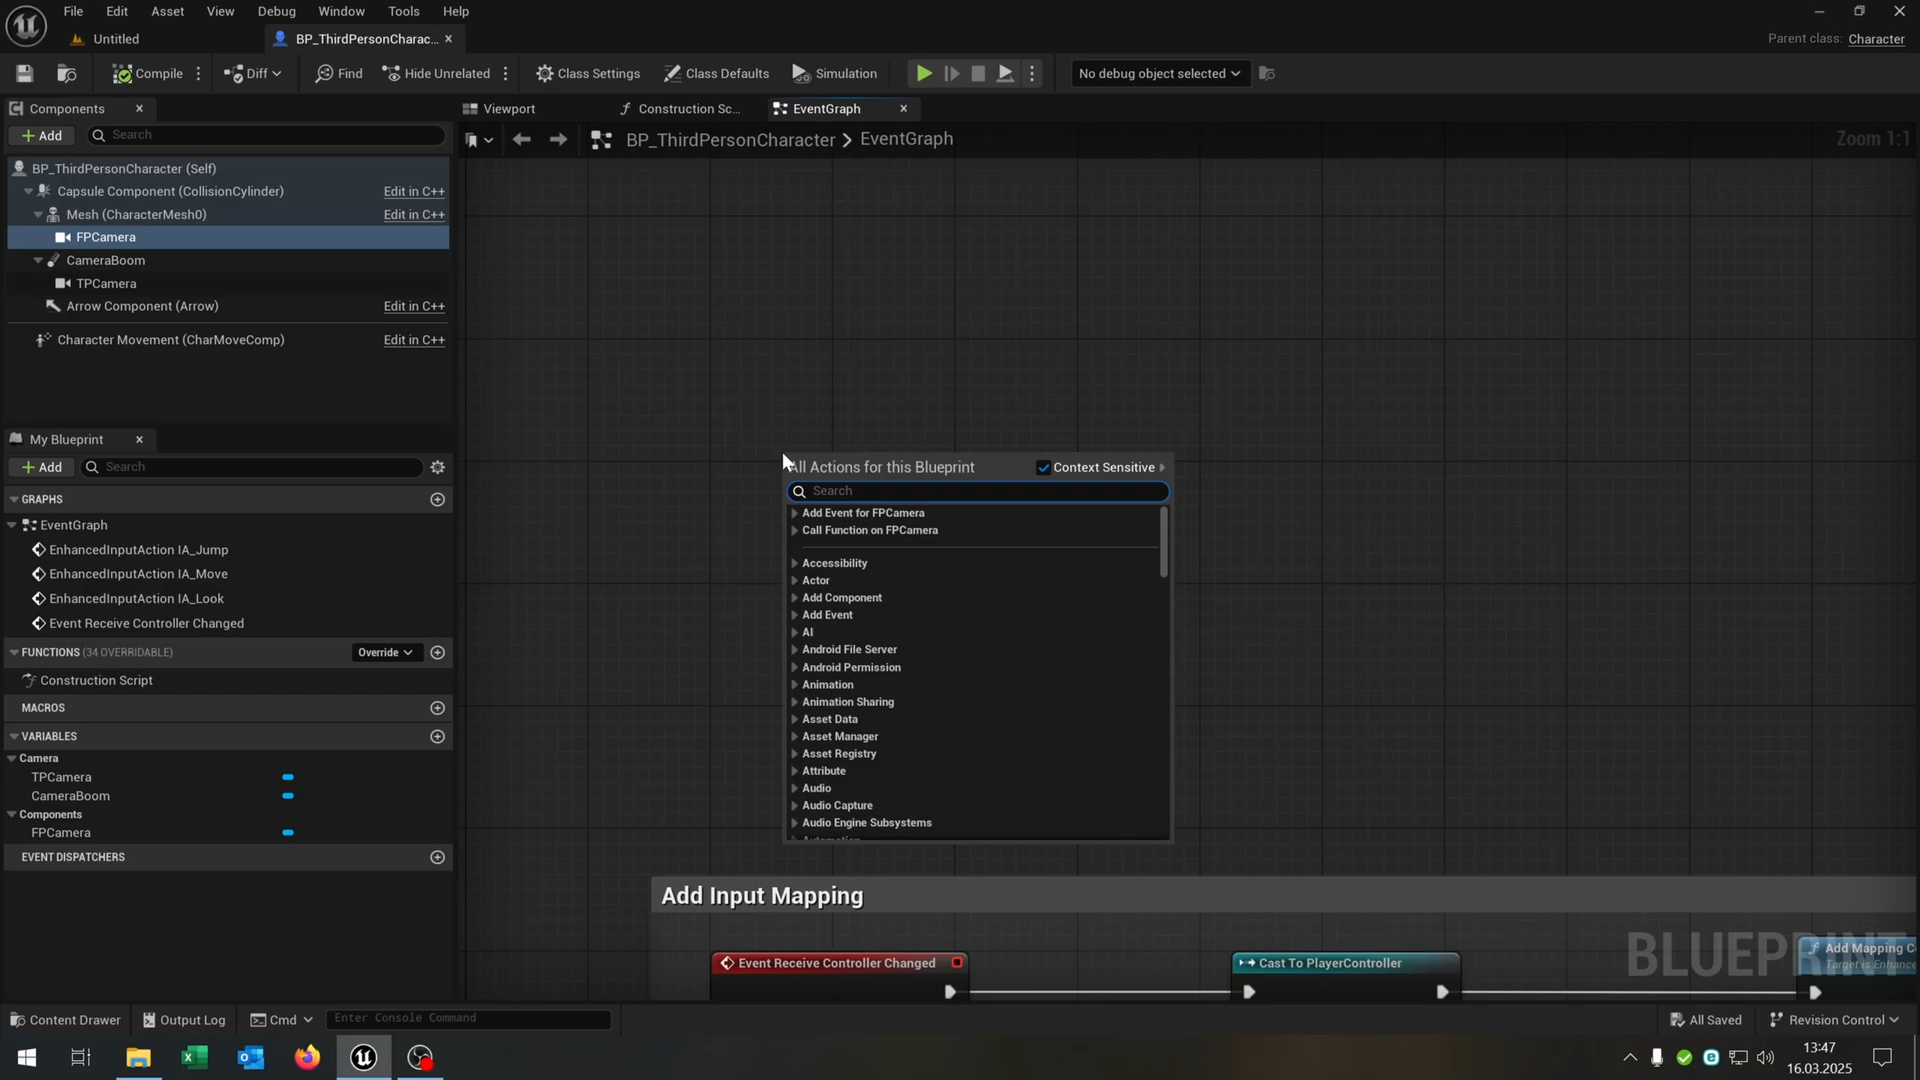 File Edit Asset View Debug Window Tools Help
Untitled BP_ThirdPersonCharac... Parent class: Character
Compile Diff Find Hide Unrelated Class Settings Class Defaults Simulation No debug object selected
Components Viewport Construction Sc... EventGraph
Add Search BP_ThirdPersonCharacter EventGraph Zoom 1:1
BP_ThirdPersonCharacter (Self)
Capsule Component (CollisionCylinder) Edit in C++
Mesh (CharacterMesh0) Edit in C++
FPCamera
CameraBoom
TPCamera
Arrow Component (Arrow) Edit in C++
Character Movement (CharMoveComp) Edit in C++
My Blueprint
Add Search
GRAPHS
EventGraph
EnhancedInputAction IA_Jump
EnhancedInputAction IA_Move
EnhancedInputAction IA_Look
Event Receive Controller Changed
FUNCTIONS (34 OVERRIDABLE) Override
Construction Script
MACROS
VARIABLES
Camera
TPCamera
CameraBoom
Components
FPCamera
EVENT DISPATCHERS
All Actions for this Blueprint Context Sensitive
Search
Add Event for FPCamera
Call Function on FPCamera
Accessibility
Actor
Add Component
Add Event
AI
Android File Server
Android Permission
Animation
Animation Sharing
Asset Data
Asset Manager
Asset Registry
Attribute
Audio
Audio Capture
Audio Engine Subsystems
Add Input Mapping
Event Receive Controller Changed Cast To PlayerController Add Mapping C
Target is Enhance
BLUEPRINT
Content Drawer Output Log Cmd Enter Console Command All Saved Revision Control
13:47
16.03.2025